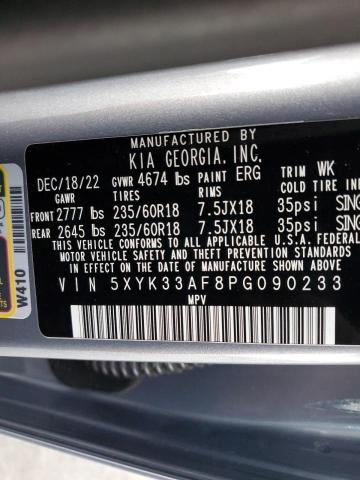 MANUFACTURED BY
KIA GEORGIA, INC.
DEC/18/22 GVWR 4674 lbs PAINT ERG TRIM WK
GAWR TIRES RIMS COLD TIRE
FRONT 2777 lbs 235/60R18 7.5JX18 35psi
REAR 2645 lbs 235/60R18 7.5JX18 35psi
THIS VEHICLE CONFORMS TO ALL APPLICABLE U.S. FEDERAL
MOTOR VEHICLE SAFETY AND THEFT PREVENTION STANDARDS
IN EFFECT ON THE DATE OF MANUFACTURE SHOWN ABOVE.
VIN 5XYK33AF8PG090233
MPV
W410